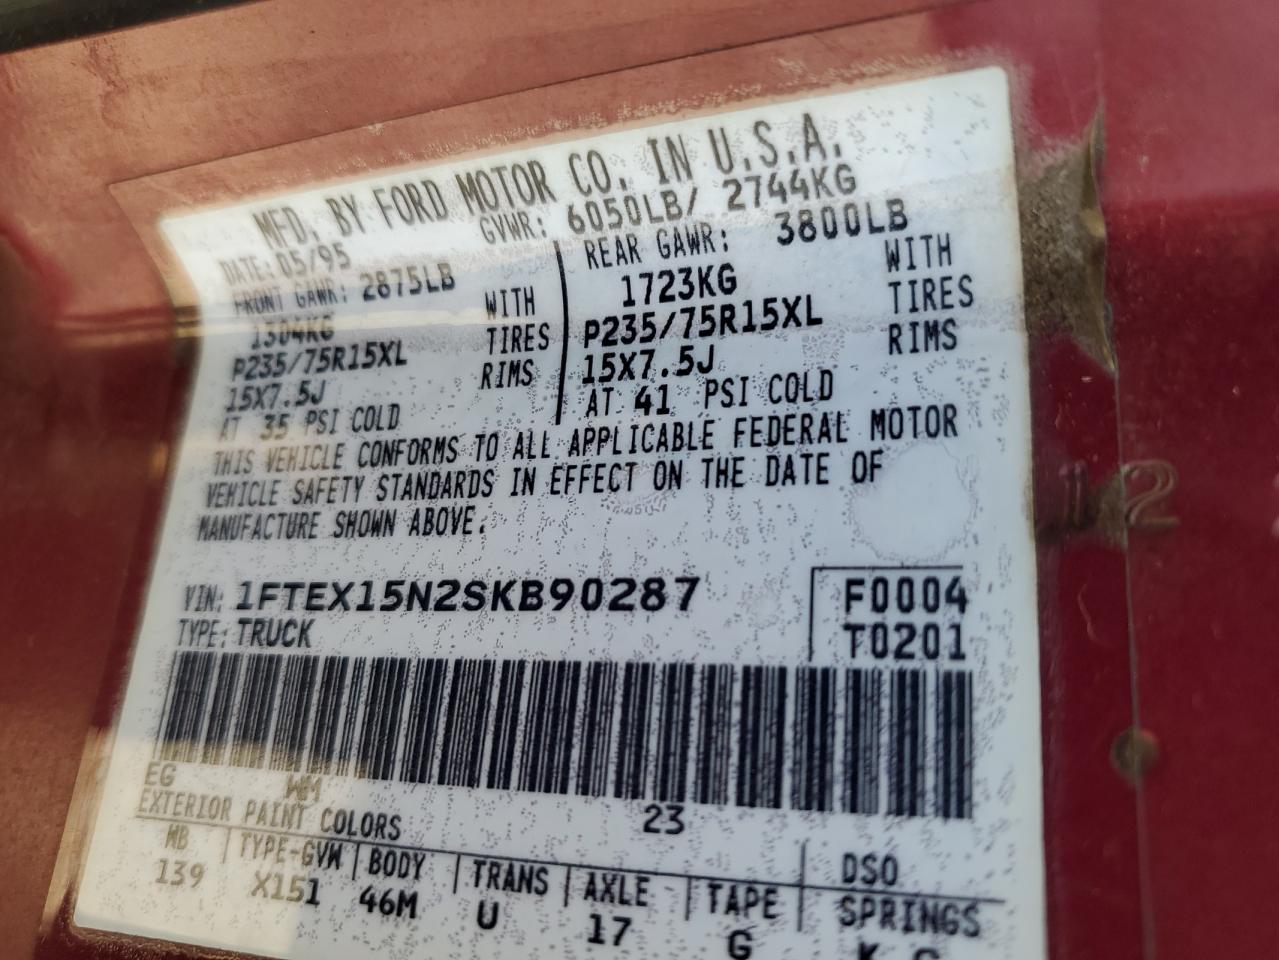 MFD. BY FORD MOTOR CO. IN U.S.A.
DATE: 05/95 GVWR: 6050LB/ 2744KG
FRONT GAWR: 2875LB REAR GAWR: 3800LB
1304KG WITH 1723KG WITH
P235/75R15XL TIRES P235/75R15XL TIRES
15X7.5J RIMS 15X7.5J RIMS
AT 35 PSI COLD AT 41 PSI COLD
THIS VEHICLE CONFORMS TO ALL APPLICABLE FEDERAL MOTOR
VEHICLE SAFETY STANDARDS IN EFFECT ON THE DATE OF
MANUFACTURE SHOWN ABOVE.
VIN: 1FTEX15N2SKB90287 F0004
TYPE: TRUCK T0201
EG WM
EXTERIOR PAINT COLORS 23 DSO
WB TYPE-GVW BODY TRANS AXLE TAPE SPRINGS
139 X151 46M U 17 G K
12